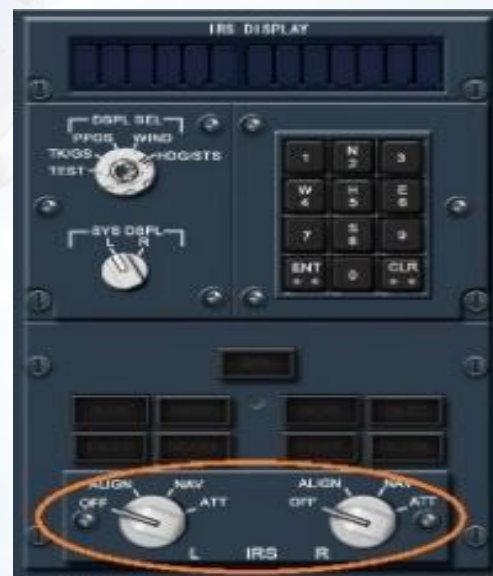 IRS DISPLAY
DSPL SEL
PPOS WIND
TK/GS HDG/STS
TEST
SYS DSPL
L R
1 N 2 3
W 4 H 5 E 6
7 S 8 9
ENT 0 CLR
ALIGN NAV ALIGN NAV
OFF ATT OFF ATT
L IRS R